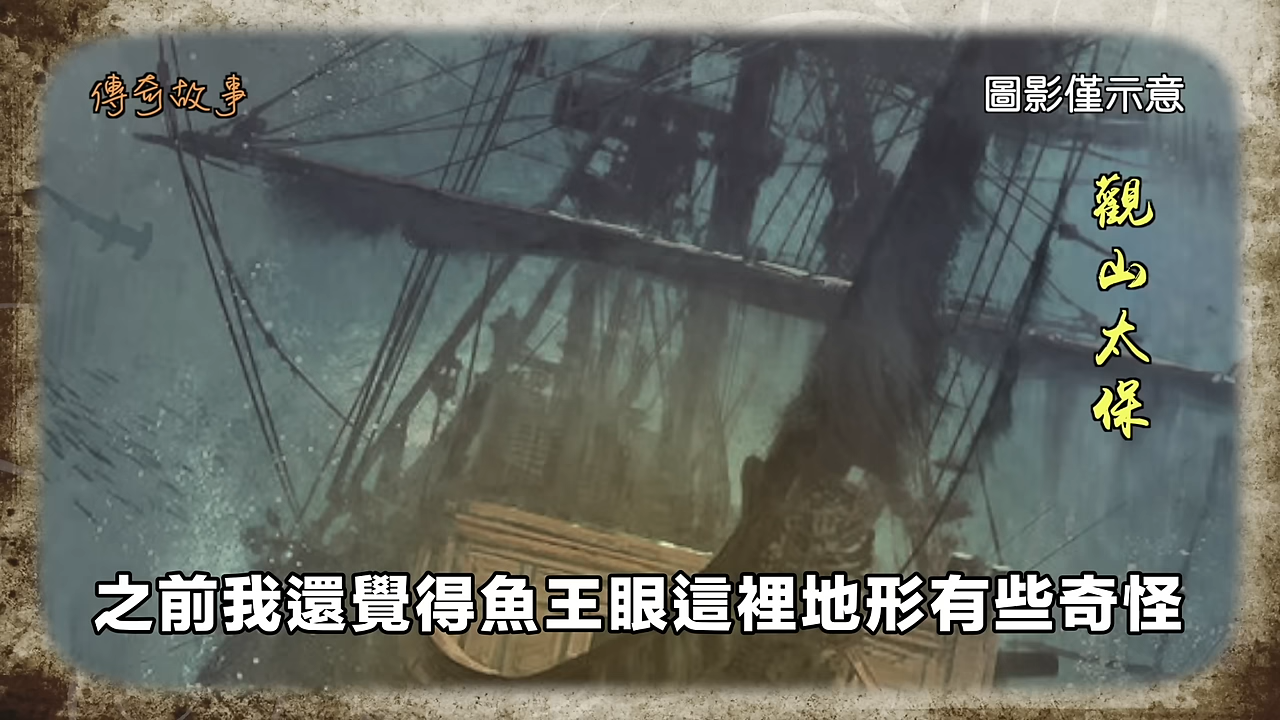 傳奇故事
圖影僅示意
觀山太保
之前我還覺得魚王眼這裡地形有些奇怪